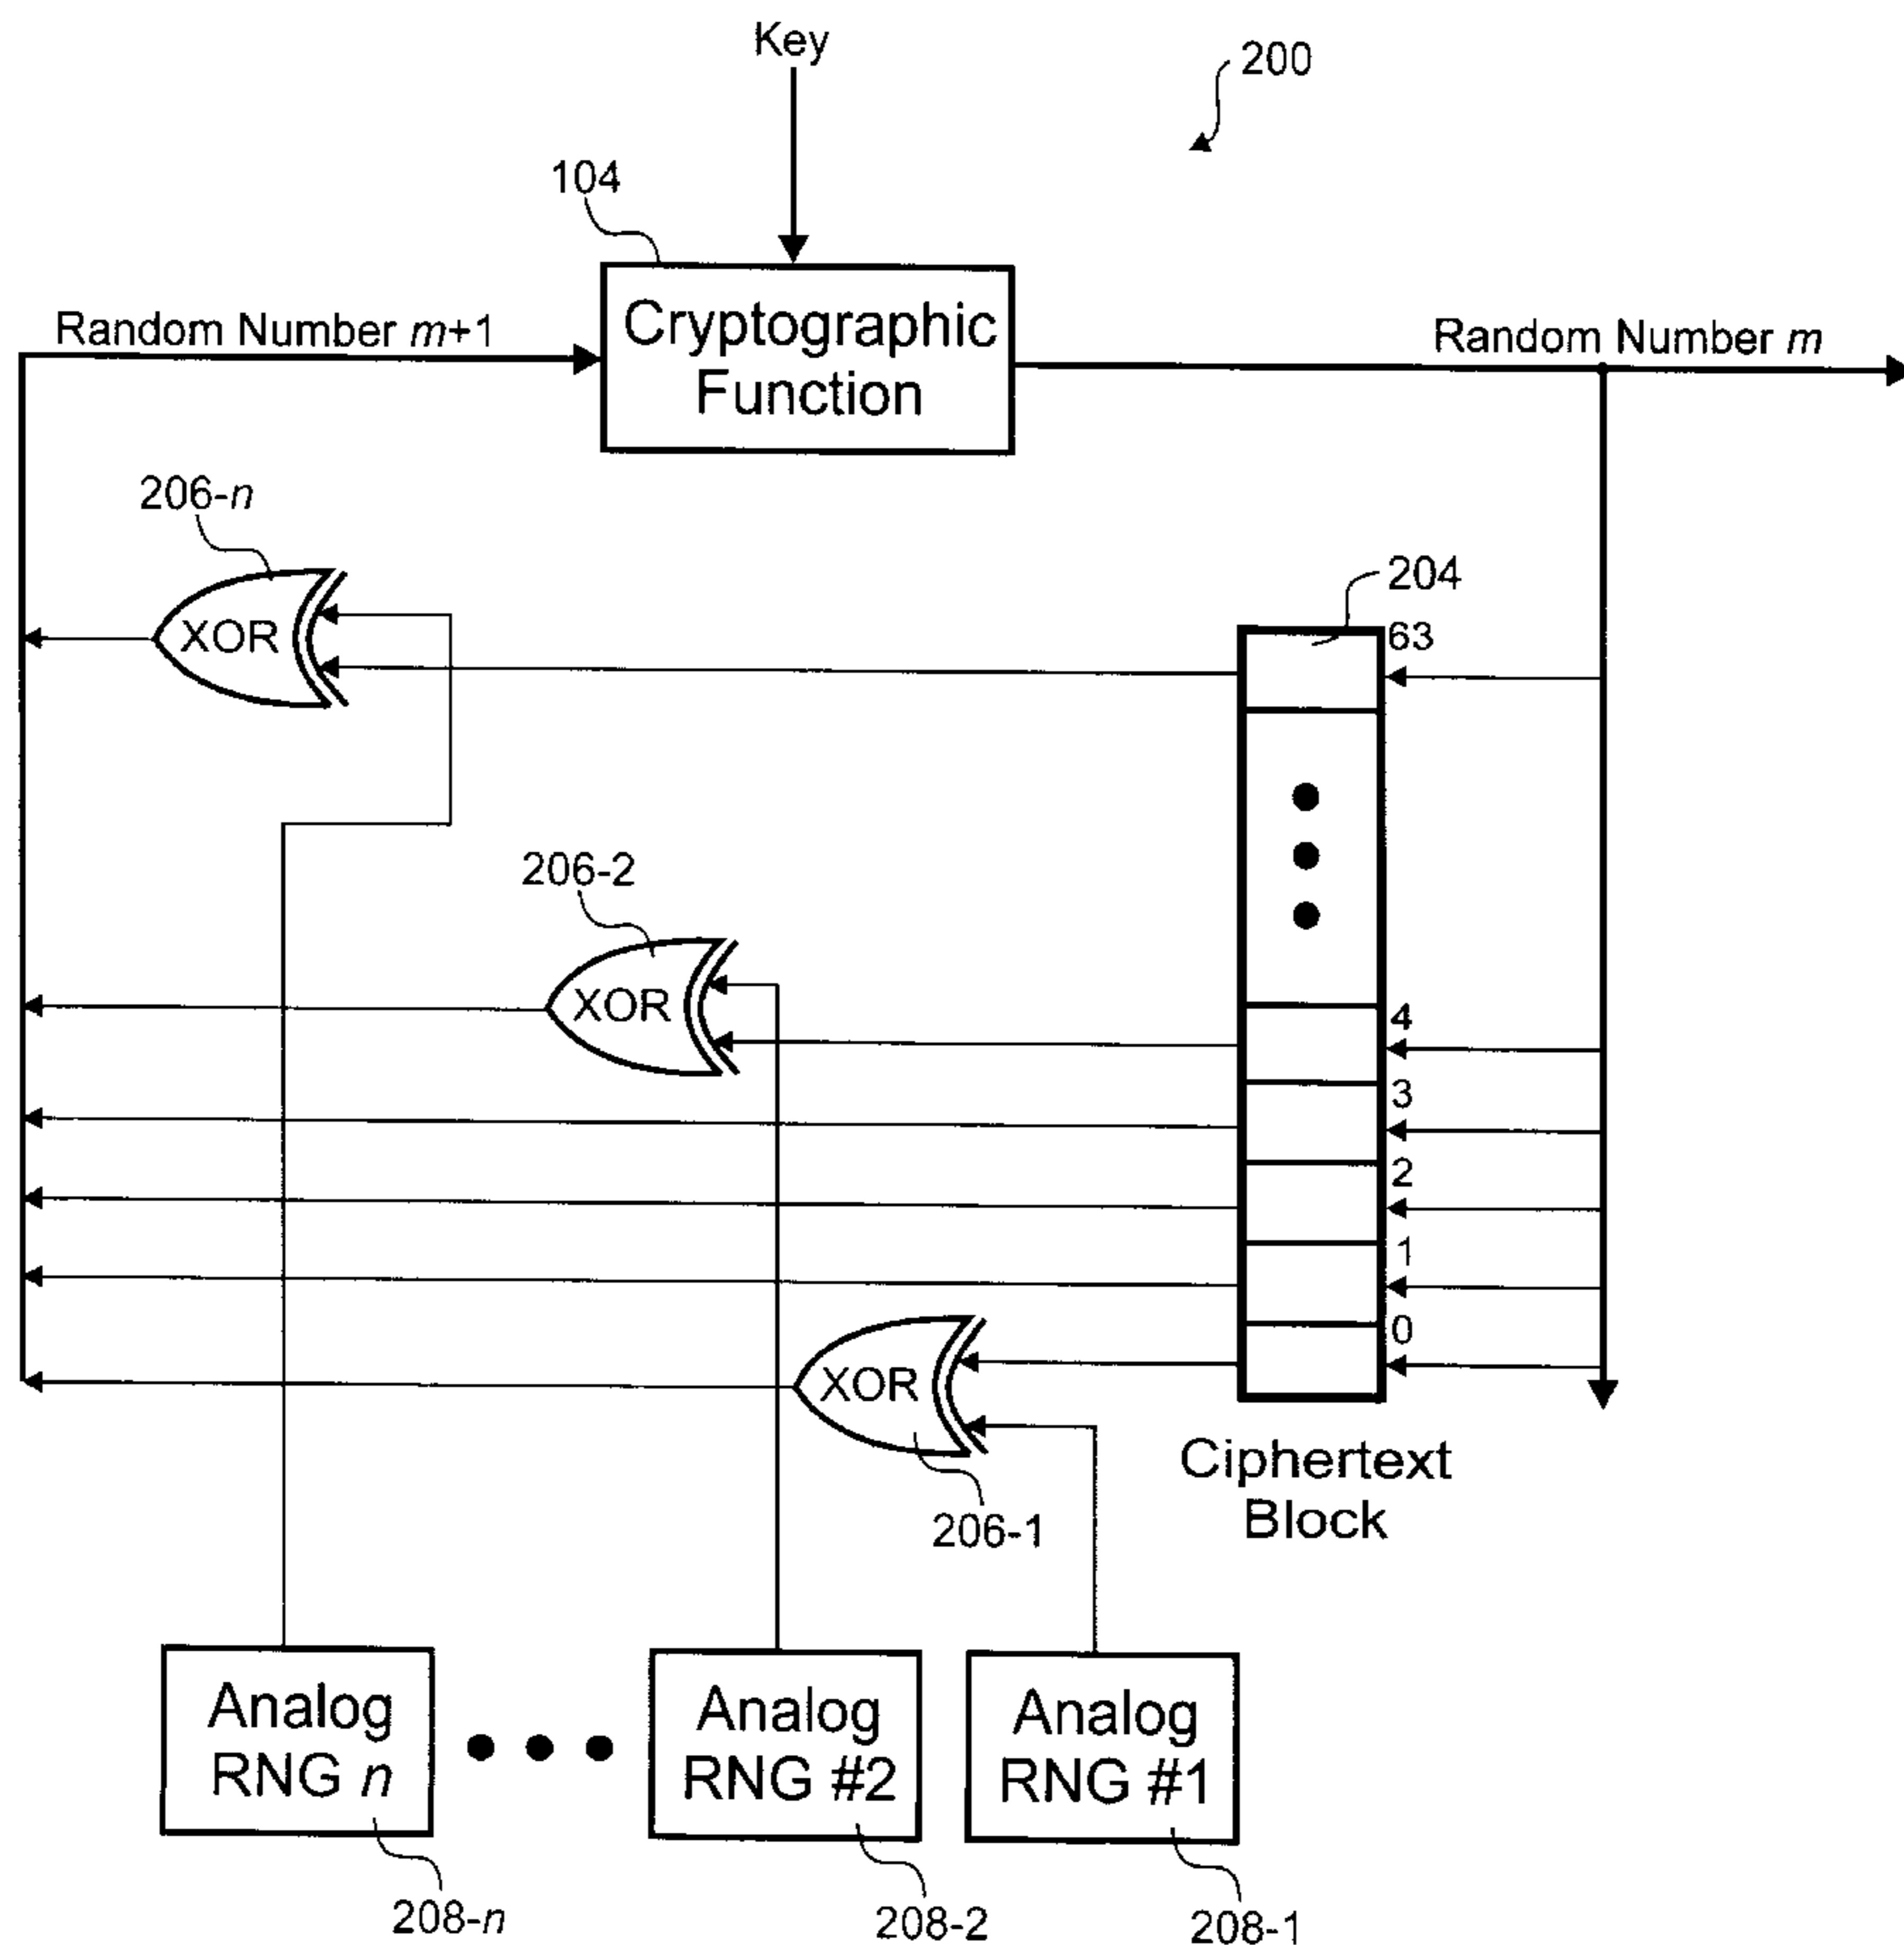 Key
200
104
Cryptographic
Function
Random Number m+1
Random Number m
206-n
XOR
204
63
206-2
XOR
4
3
2
1
0
XOR
206-1
Ciphertext
Block
Analog
RNG n
Analog
RNG #2
Analog
RNG #1
208-n
208-2
208-1